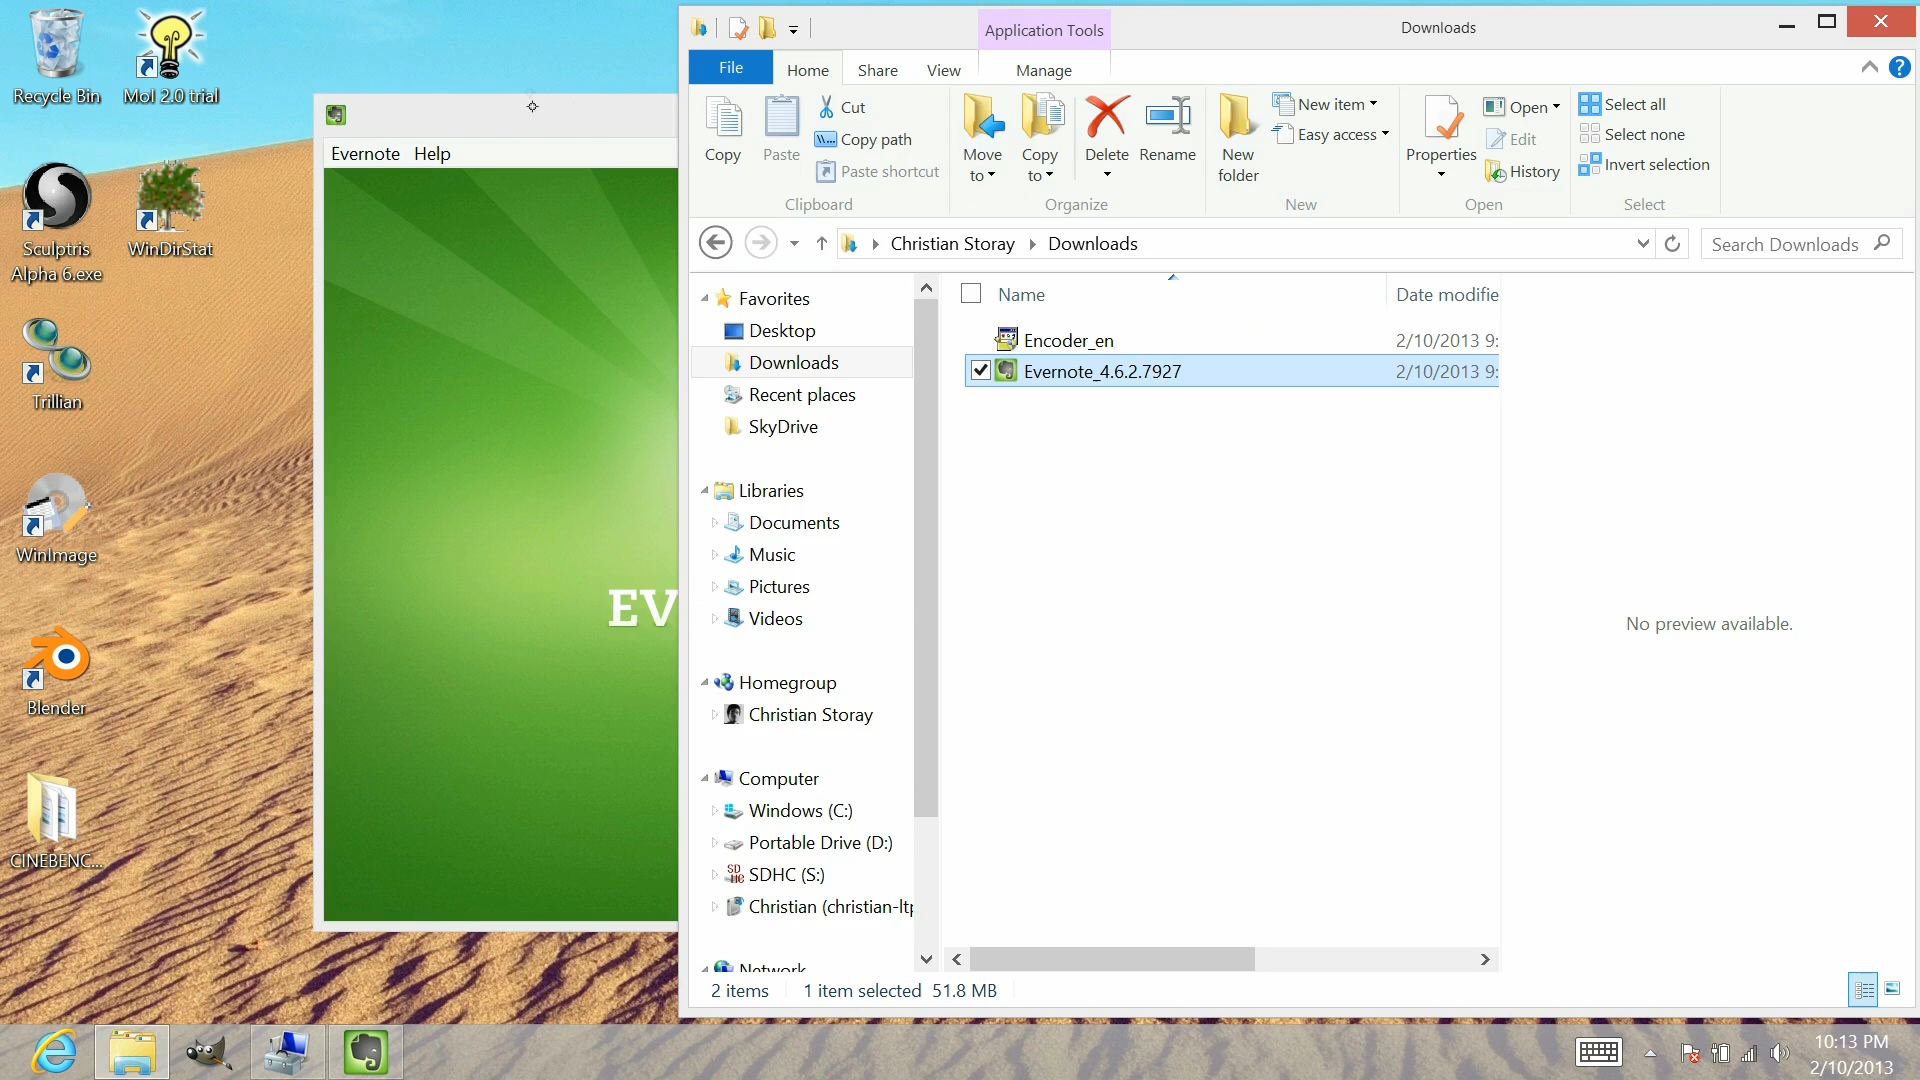 Recycle Bin
MoI 2.0 trial
Sculptris
Alpha 6.exe
WinDirStat
Trillian
WinImage
Blender
CINEBENC...
Evernote Help
EV
Application Tools
Downloads
File Home Share View Manage
Copy
Paste
Cut
Copy path
Paste shortcut
Clipboard
Move
to
Copy
to
Delete
Rename
Organize
New
folder
New item
Easy access
New
Properties
Open
Edit
History
Open
Select all
Select none
Invert selection
Select
Christian Storay Downloads
Search Downloads
Favorites
Desktop
Downloads
Recent places
SkyDrive
Libraries
Documents
Music
Pictures
Videos
Homegroup
Christian Storay
Computer
Windows (C:)
Portable Drive (D:)
SDHC (S:)
Christian (christian-ltp
Network
Name Date modifie
Encoder_en 2/10/2013 9:
Evernote_4.6.2.7927 2/10/2013 9:
No preview available.
2 items 1 item selected 51.8 MB
10:13 PM
2/10/2013